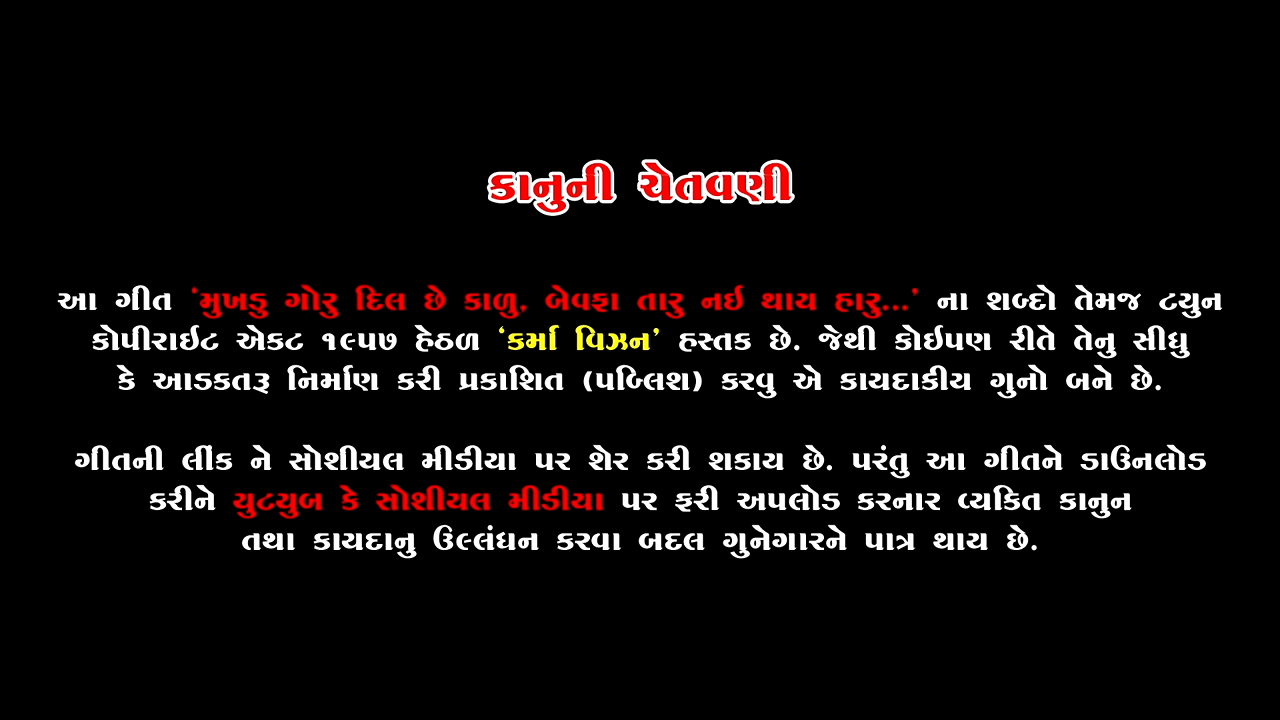 કાનુની ચેતવણી
આ ગીત ‘મુખડુ ગોરુ દિલ છે કાળુ, બેવફા તારુ નઇ થાય હારુ...’ ના શબ્દો તેમજ ટયુન
કોપીરાઈટ એકટ ૧૯૫૭ હેઠળ ‘કર્મા વિઝન’ હસ્તક છે. જેથી કોઈપણ રીતે તેનુ સીધુ
કે આડકતરૂ નિર્માણ કરી પ્રકાશિત (પબ્લિશ) કરવુ એ કાયદાકીય ગુનો બને છે.
ગીતની લીંક ને સોશીયલ મીડીયા પર શેર કરી શકાય છે. પરંતુ આ ગીતને ડાઉનલોડ
કરીને યુટયુબ કે સોશીયલ મીડીયા પર ફરી અપલોડ કરનાર વ્યકિત કાનુન
તથા કાયદાનુ ઉલ્લંઘન કરવા બદલ ગુનેગારને પાત્ર થાય છે.